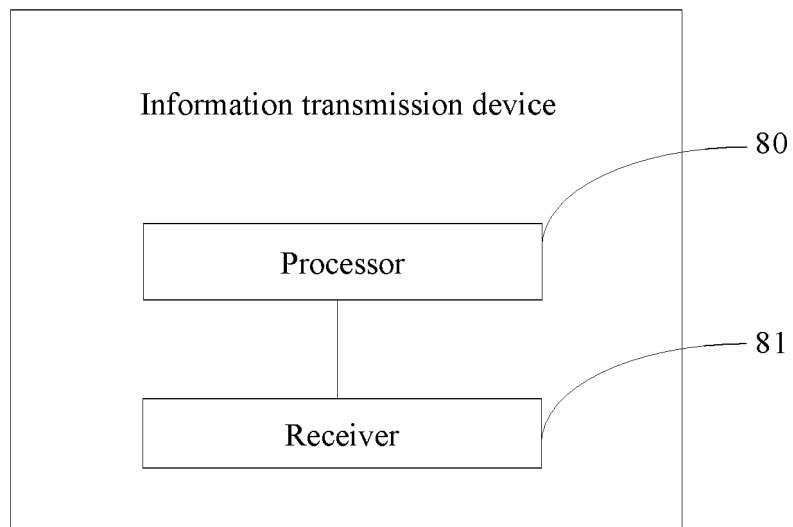 Information transmission device
80
Processor
81
Receiver